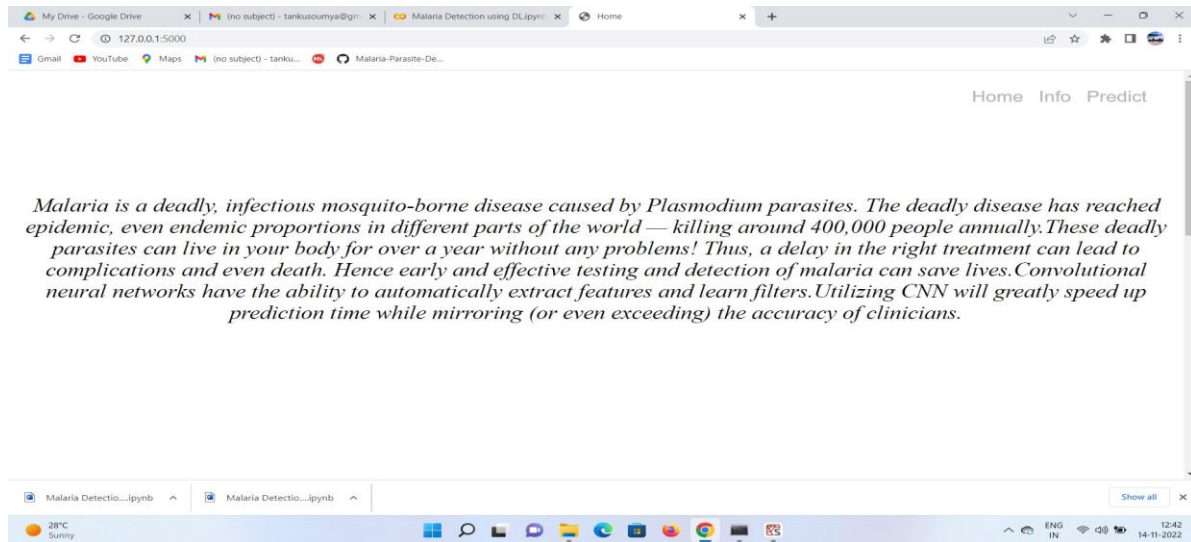 My Drive - Google Drive
(no subject) - tankusoumya@gm
Malaria Detection using DL.ipynb
Home
127.0.0.1:5000
Gmail
YouTube
Maps
(no subject) - tanku...
Malaria-Parasite-De...
Home Info Predict
Malaria is a deadly, infectious mosquito-borne disease caused by Plasmodium parasites. The deadly disease has reached
epidemic, even endemic proportions in different parts of the world — killing around 400,000 people annually.These deadly
parasites can live in your body for over a year without any problems! Thus, a delay in the right treatment can lead to
complications and even death. Hence early and effective testing and detection of malaria can save lives.Convolutional
neural networks have the ability to automatically extract features and learn filters.Utilizing CNN will greatly speed up
prediction time while mirroring (or even exceeding) the accuracy of clinicians.
Malaria Detectio....ipynb
Malaria Detectio....ipynb
Show all
28°C
Sunny
ENG
IN
12:42
14-11-2022